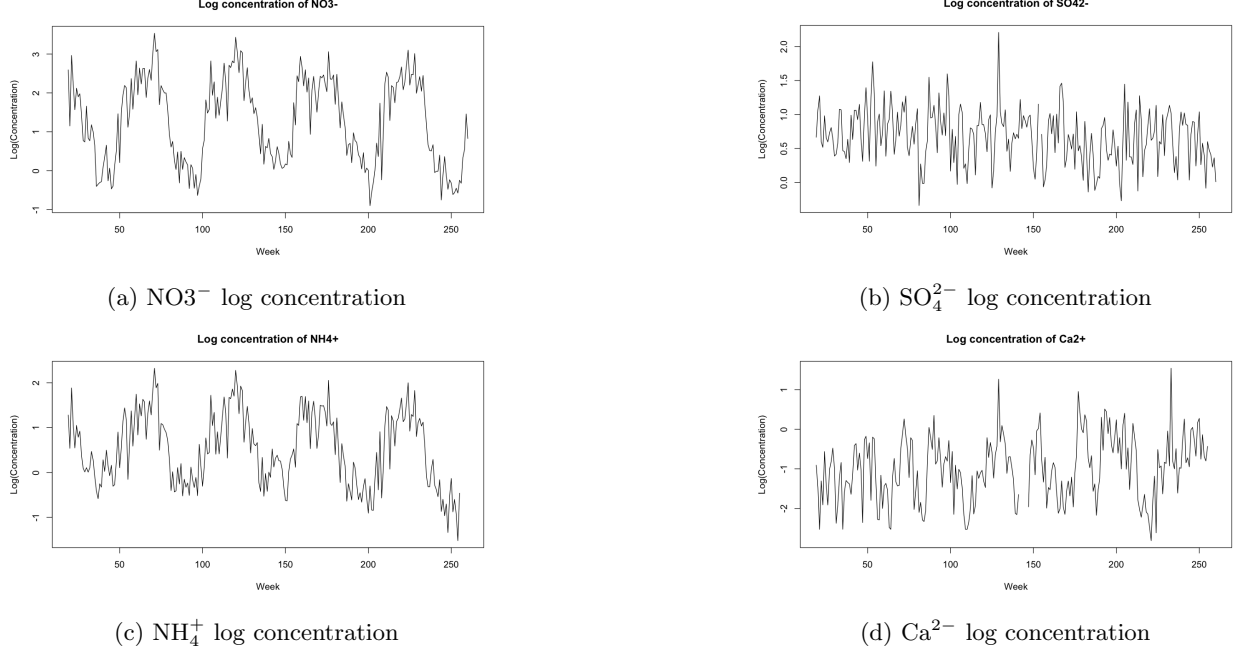 Log concentration of NO3-
Log(Concentration)
3
2
1
0
-1
50 100 150 200 250
Week
(a) NO3⁻ log concentration
Log concentration of SO42-
Log(Concentration)
2.0
1.5
1.0
0.5
0.0
50 100 150 200 250
Week
(b) SO₄²⁻ log concentration
Log concentration of NH4+
Log(Concentration)
2
1
0
-1
50 100 150 200 250
Week
(c) NH₄⁺ log concentration
Log concentration of Ca2+
Log(Concentration)
1
0
-1
-2
50 100 150 200 250
Week
(d) Ca²⁻ log concentration